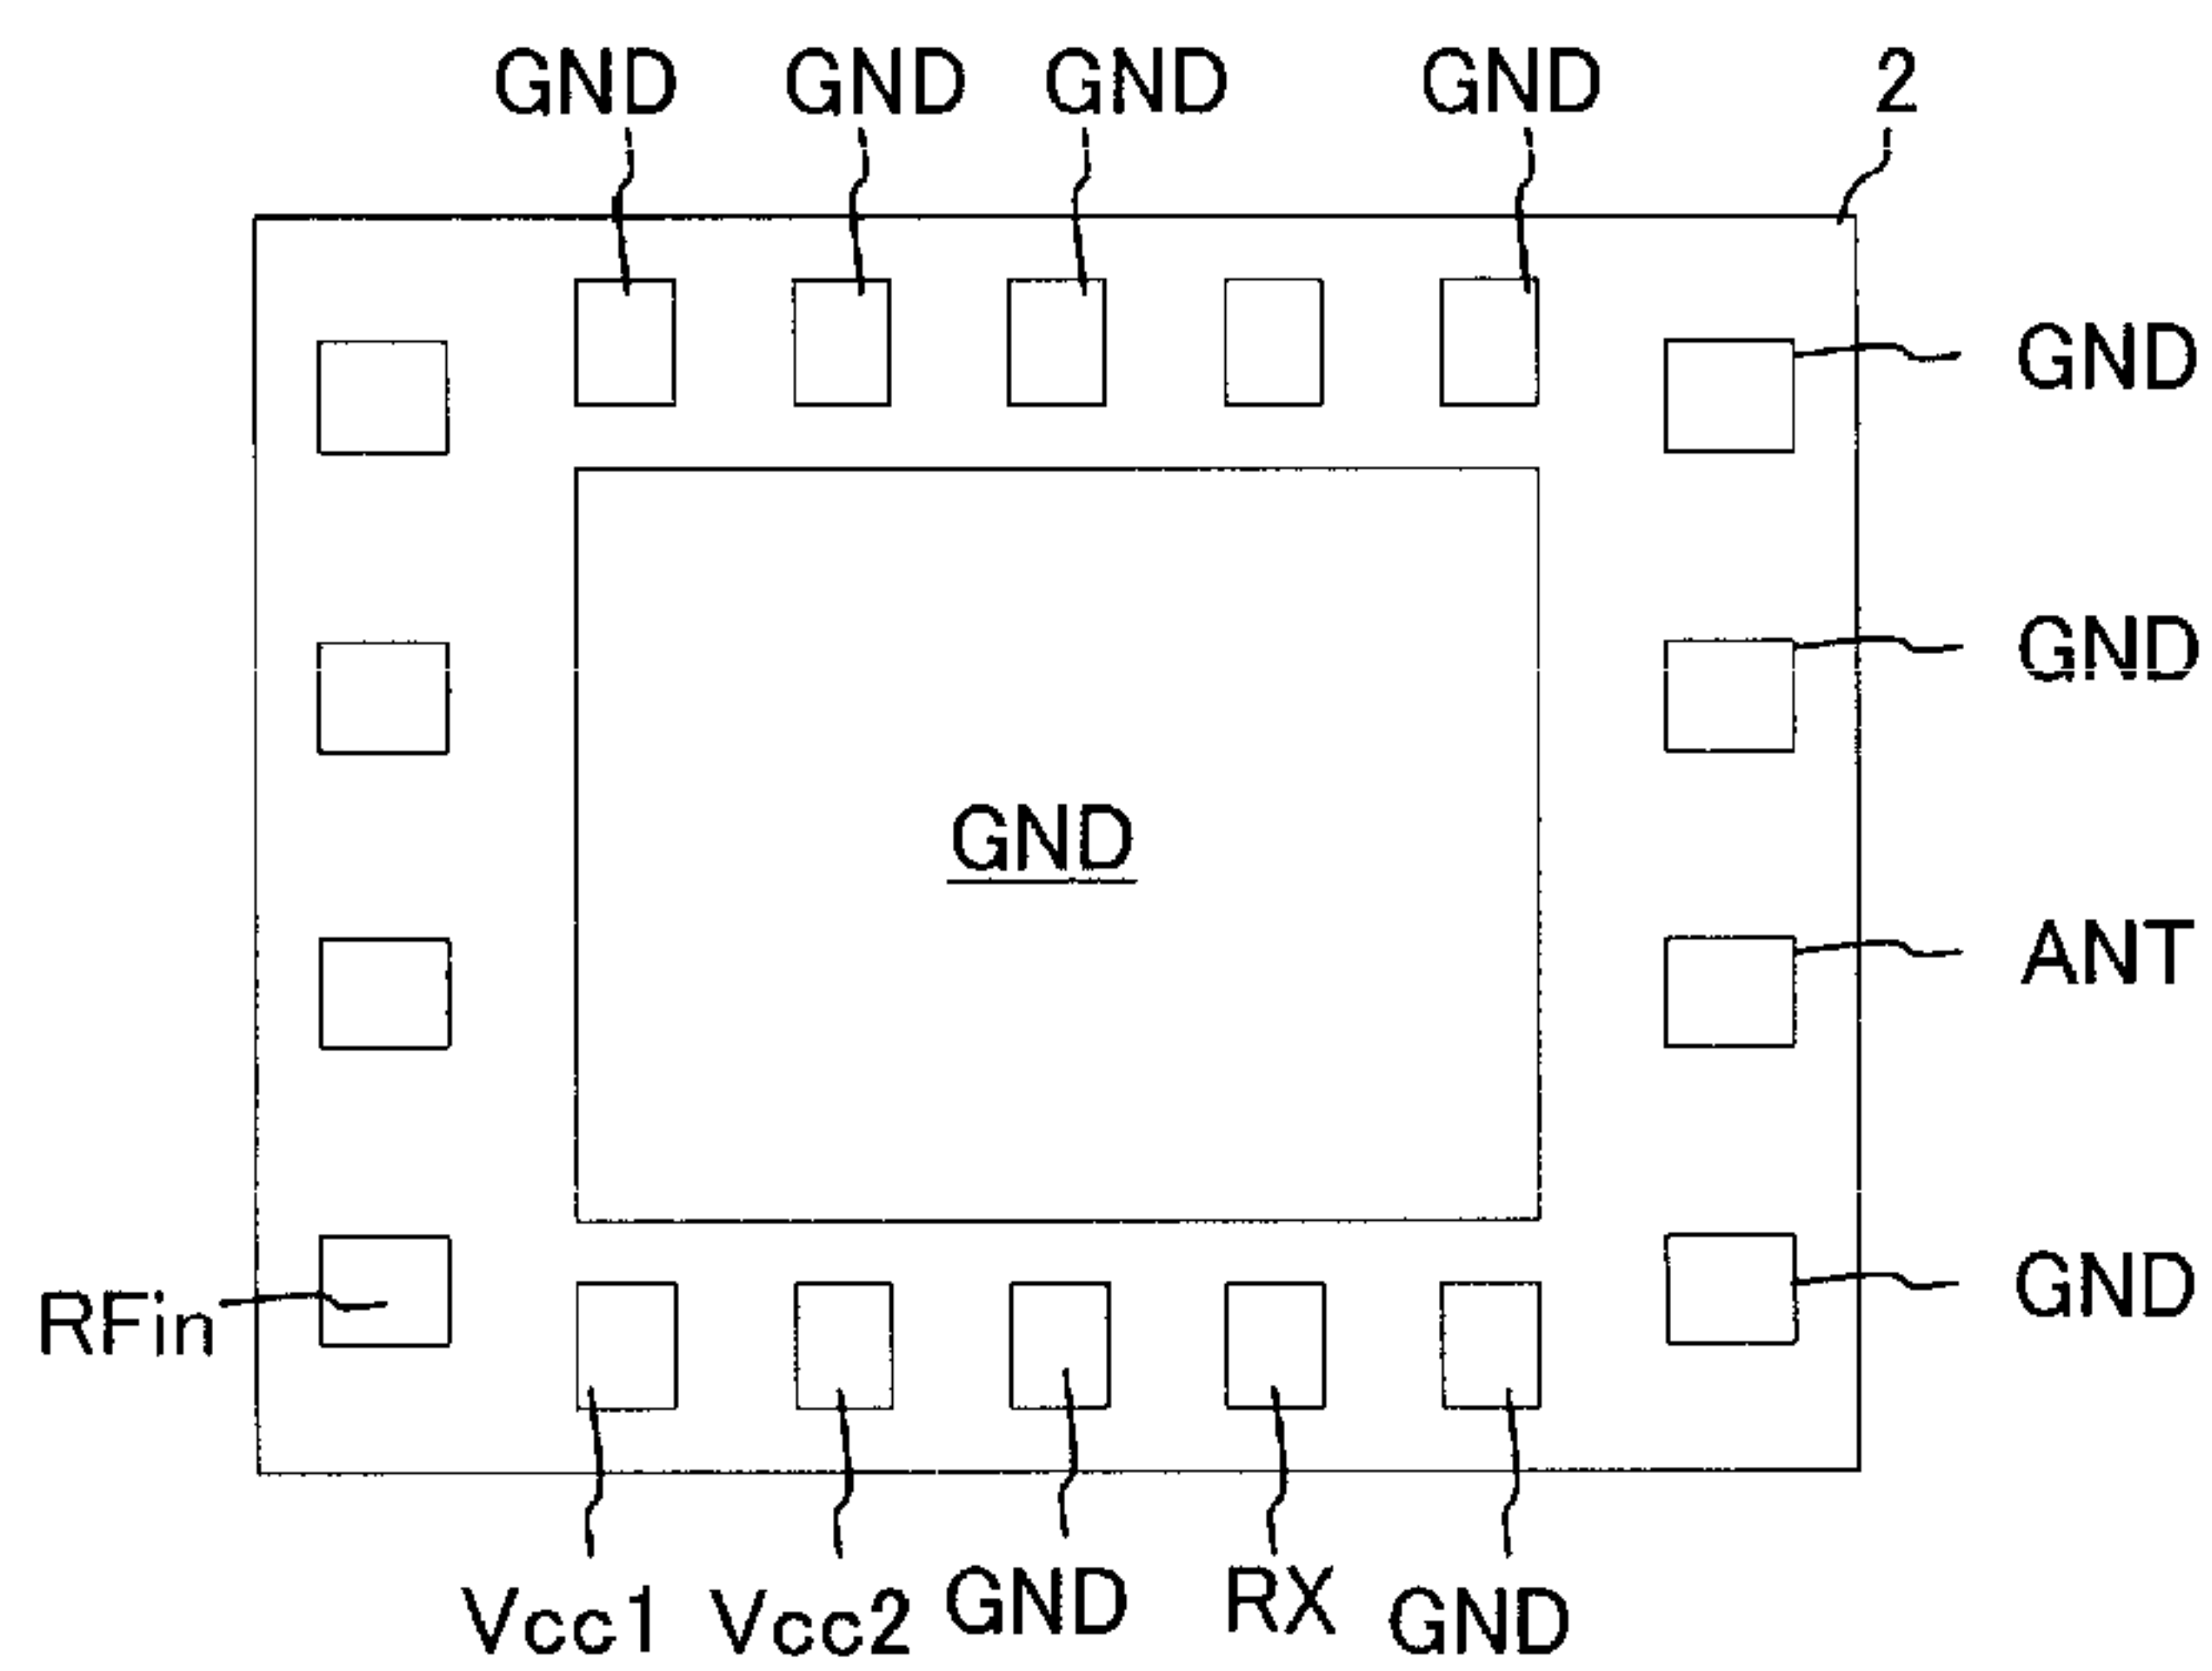 GND GND GND GND 2
GND
GND
GND
ANT
GND
RFin
Vcc1 Vcc2 GND RX GND